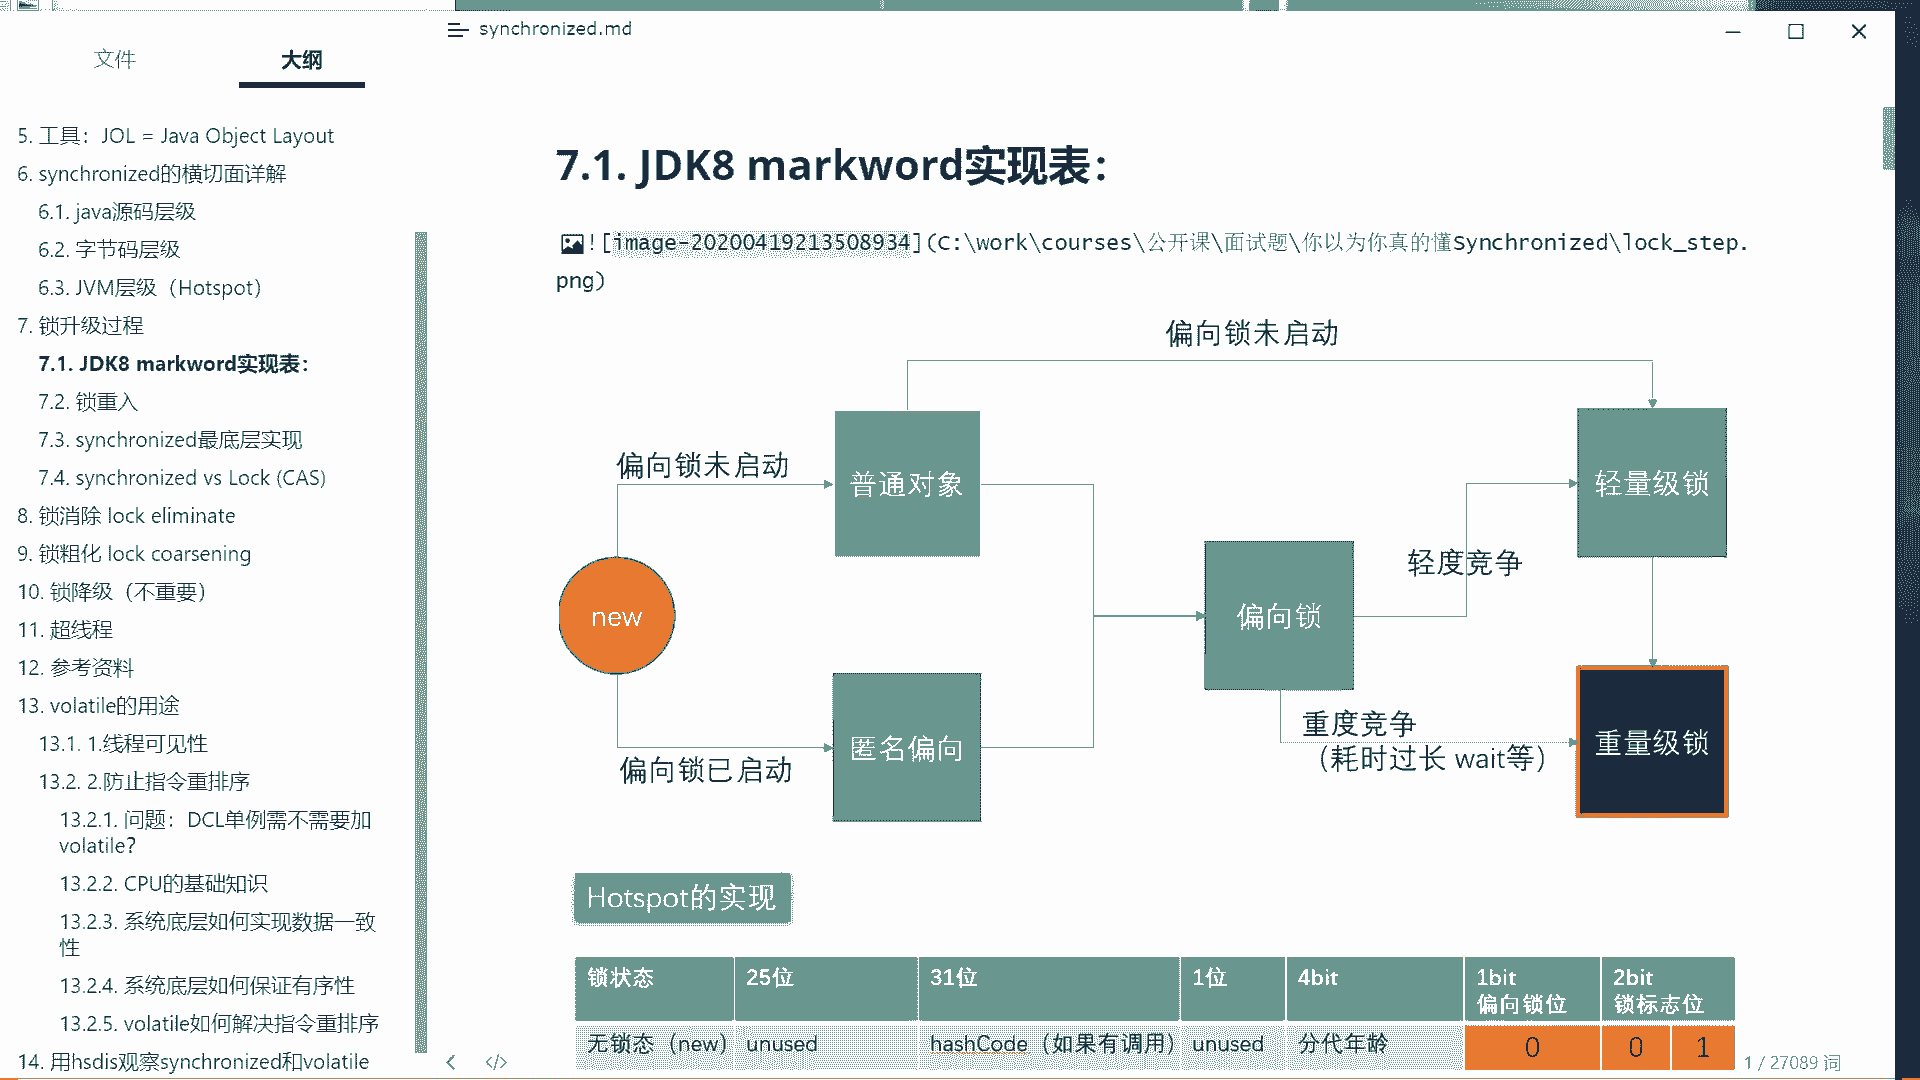 synchronized.md
文件
大纲
5. 工具：JOL = Java Object Layout
6. synchronized的横切面详解
6.1. java源码层级
6.2. 字节码层级
6.3. JVM层级（Hotspot）
7. 锁升级过程
7.1. JDK8 markword实现表：
7.2. 锁重入
7.3. synchronized最底层实现
7.4. synchronized vs Lock (CAS)
8. 锁消除 lock eliminate
9. 锁粗化 lock coarsening
10. 锁降级（不重要）
11. 超线程
12. 参考资料
13. volatile的用途
13.1. 1.线程可见性
13.2. 2.防止指令重排序
13.2.1. 问题：DCL单例需不需要加
volatile？
13.2.2. CPU的基础知识
13.2.3. 系统底层如何实现数据一致
性
13.2.4. 系统底层如何保证有序性
13.2.5. volatile如何解决指令重排序
14. 用hsdis观察synchronized和volatile
7.1. JDK8 markword实现表：
![image-20200419213508934](C:\work\courses\公开课\面试题\你以为你真的懂Synchronized\lock_step.
png)
偏向锁未启动
偏向锁未启动
普通对象
轻量级锁
轻度竞争
new
偏向锁
重度竞争
（耗时过长 wait等）
重量级锁
匿名偏向
偏向锁已启动
Hotspot的实现
锁状态 25位 31位 1位 4bit 1bit 2bit
偏向锁位 锁标志位
无锁态（new） unused hashCode（如果有调用） unused 分代年龄 0 0 1
</> 1 / 27089 词